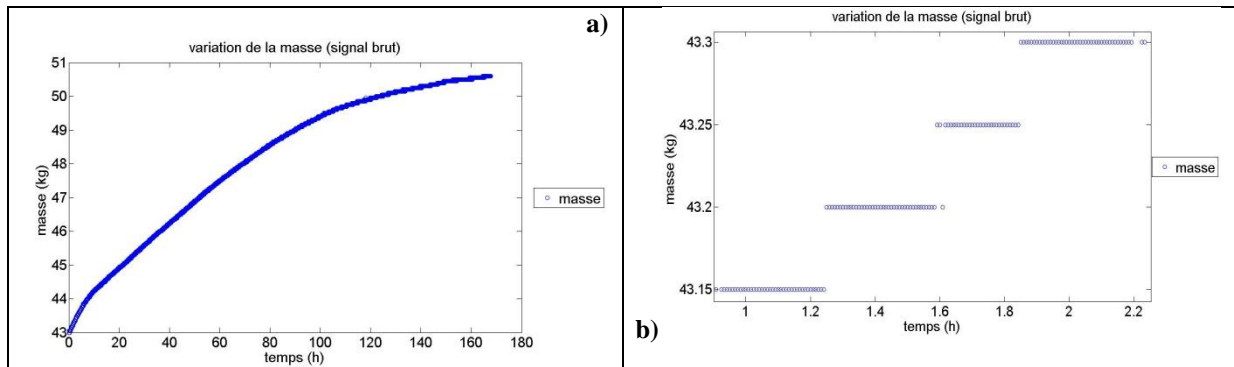 a)
variation de la masse (signal brut)
51
50
49
48
47
46
45
44
43
masse (kg)
0 20 40 60 80 100 120 140 160 180
temps (h)
masse
variation de la masse (signal brut)
43.3
43.25
43.2
43.15
masse (kg)
1 1.2 1.4 1.6 1.8 2 2.2
temps (h)
masse
b)